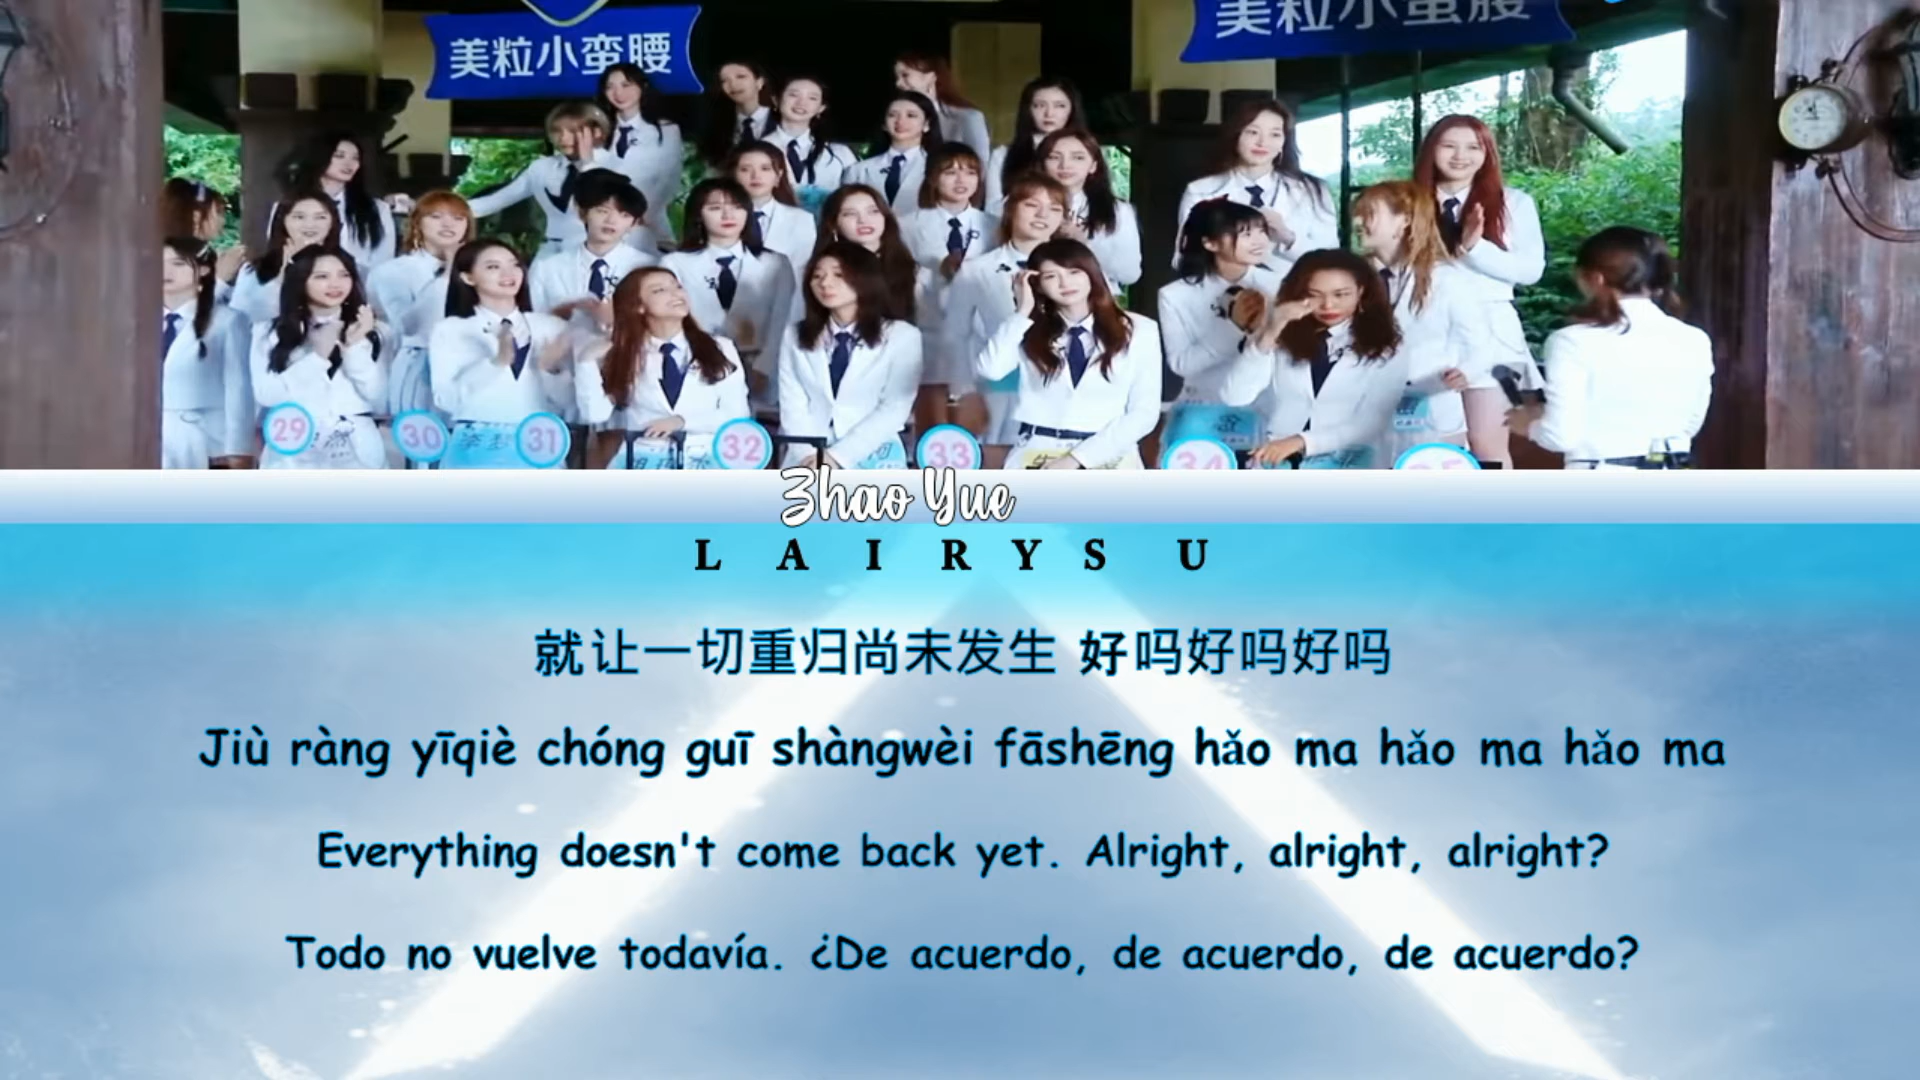 美粒小蛮腰
美粒小蛮腰
29
30
31
32
33
34
Zhao Yue
LAIRYSU
就让一切重归尚未发生 好吗好吗好吗
Jiù ràng yīqiè chóng guī shàngwèi fāshēng hǎo ma hǎo ma hǎo ma
Everything doesn't come back yet. Alright, alright, alright?
Todo no vuelve todavía. ¿De acuerdo, de acuerdo, de acuerdo?